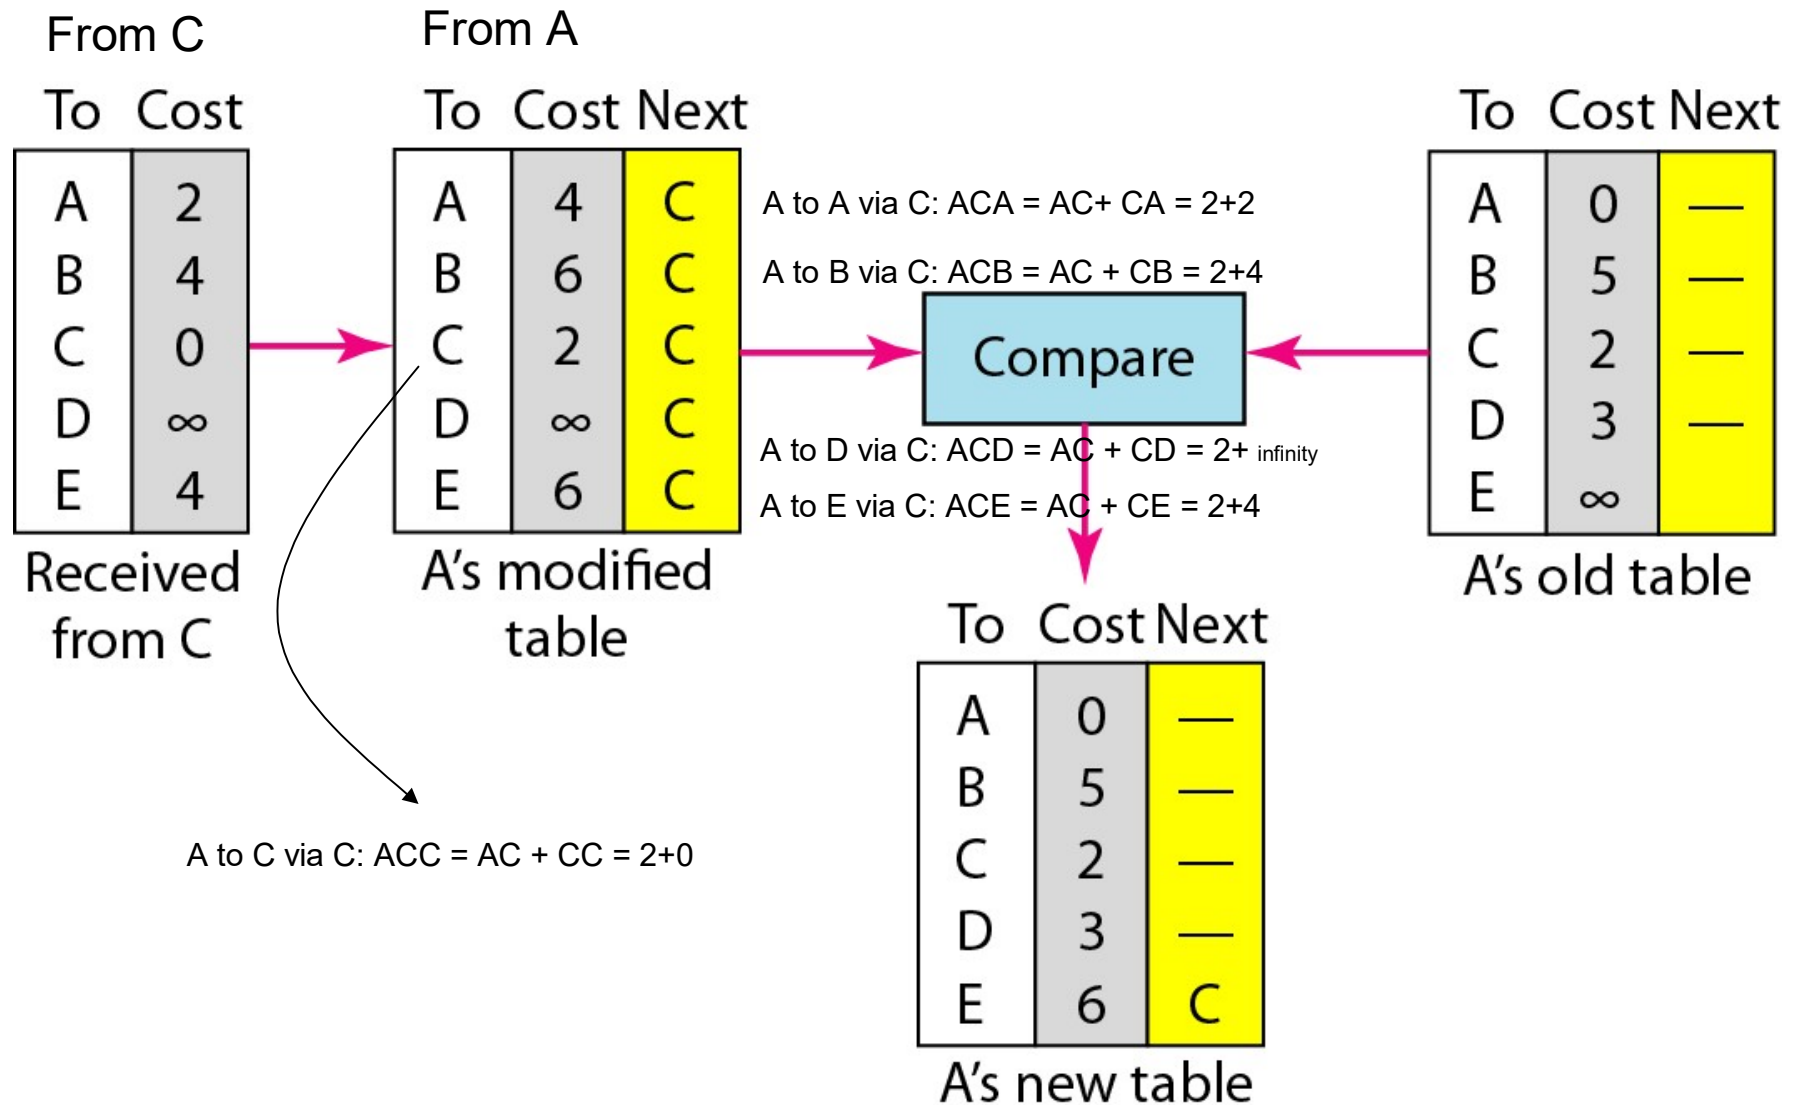 From C
To Cost
A 2
B 4
C 0
D ∞
E 4
Received
from C
From A
To Cost Next
A 4 C
B 6 C
C 2 C
D ∞ C
E 6 C
A's modified
table
A to A via C: ACA = AC+ CA = 2+2
A to B via C: ACB = AC + CB = 2+4
Compare
A to D via C: ACD = AC + CD = 2+ infinity
A to E via C: ACE = AC + CE = 2+4
To Cost Next
A 0 —
B 5 —
C 2 —
D 3 —
E ∞
A's old table
A to C via C: ACC = AC + CC = 2+0
To Cost Next
A 0 —
B 5 —
C 2 —
D 3 —
E 6 C
A's new table